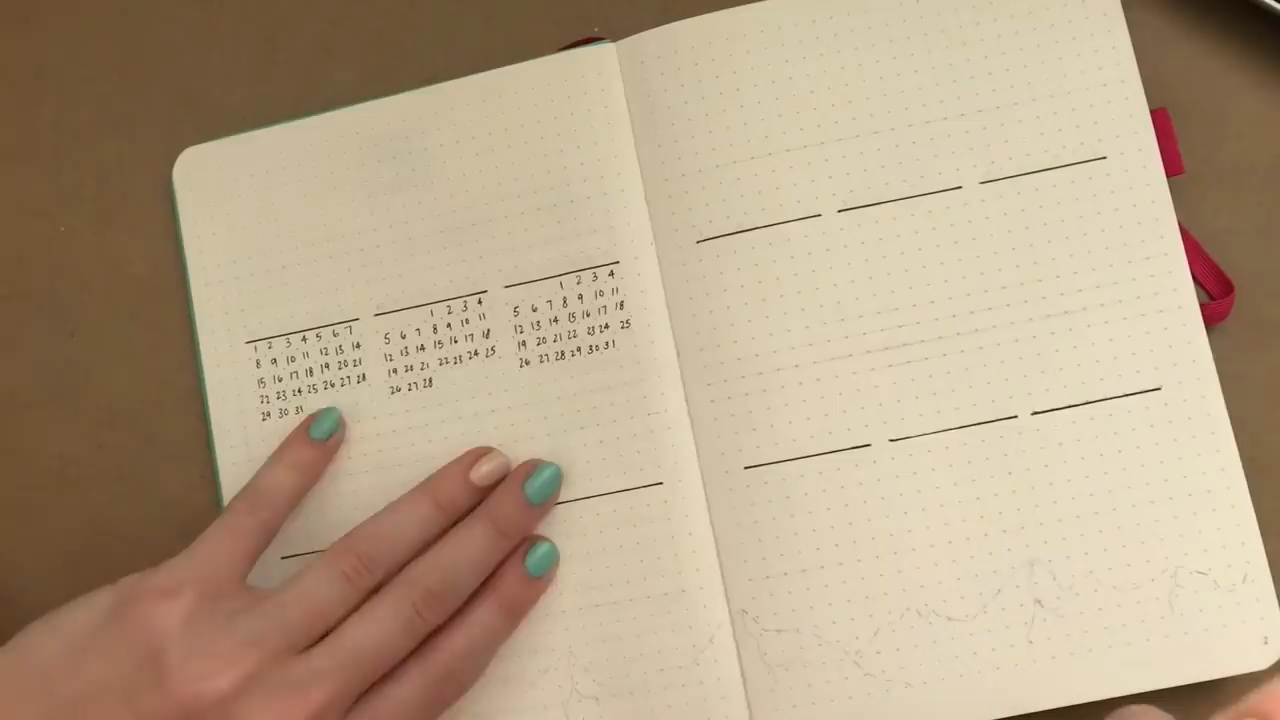 1 2 3 4 5 6 7
8 9 10 11 12 13 14
15 16 17 18 19 20 21
22 23 24 25 26 27 28
29 30 31
1 2 3 4
5 6 7 8 9 10 11
12 13 14 15 16 17 18
19 20 21 22 23 24 25
26 27 28
1 2 3 4
5 6 7 8 9 10 11
12 13 14 15 16 17 18
19 20 21 22 23 24 25
26 27 28 29 30 31
2